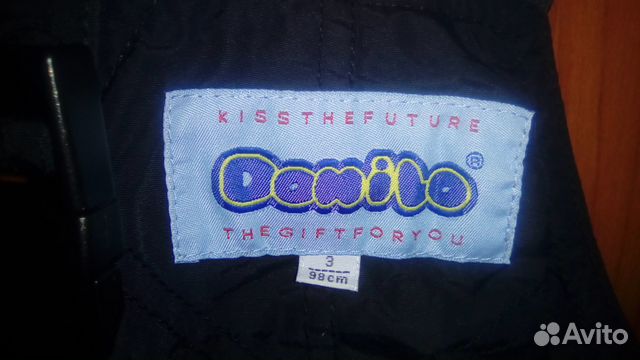 KISSTHEFUTURE
Danilo®
THEGIFTFORYOU
3
98cm
Avito